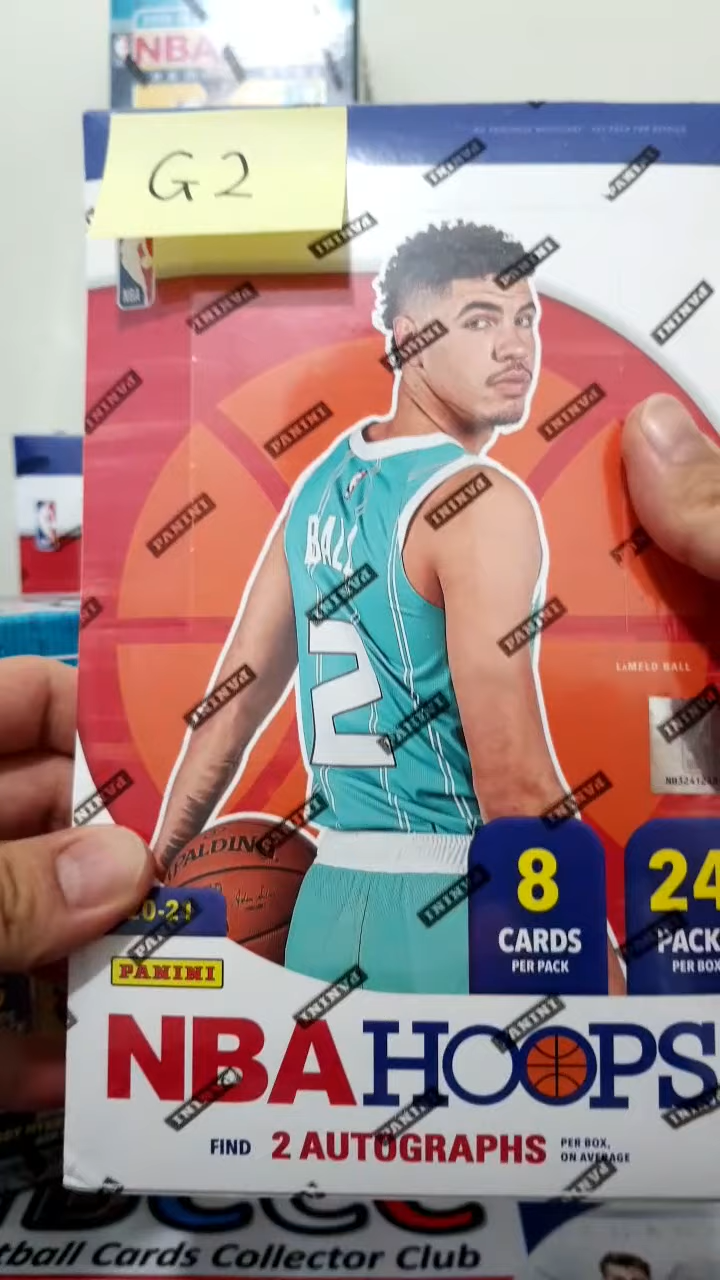 NBA
G2
NBA
BALL
2
LaMELO BALL
SPALDING
8
CARDS
PER PACK
24
PACK
PER BOX
20-21
PANINI
NBA HOOPS
FIND 2 AUTOGRAPHS PER BOX,
ON AVERAGE
tball Cards Collector Club